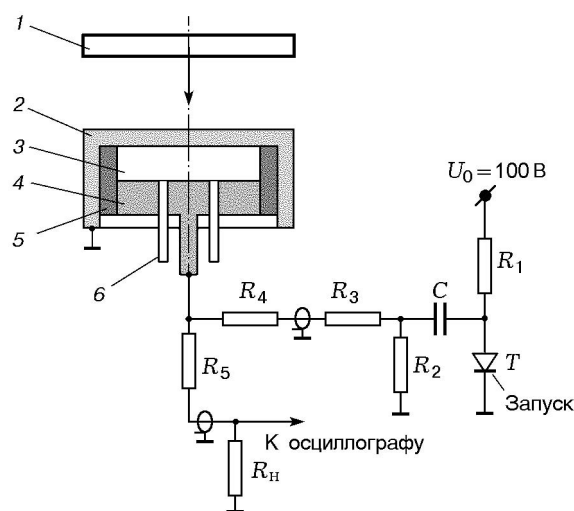 1
2
3
4
5
6
U₀ = 100 В
R₁
C
R₄
R₃
R₂
T
Запуск
R₅
К осциллографу
Rн